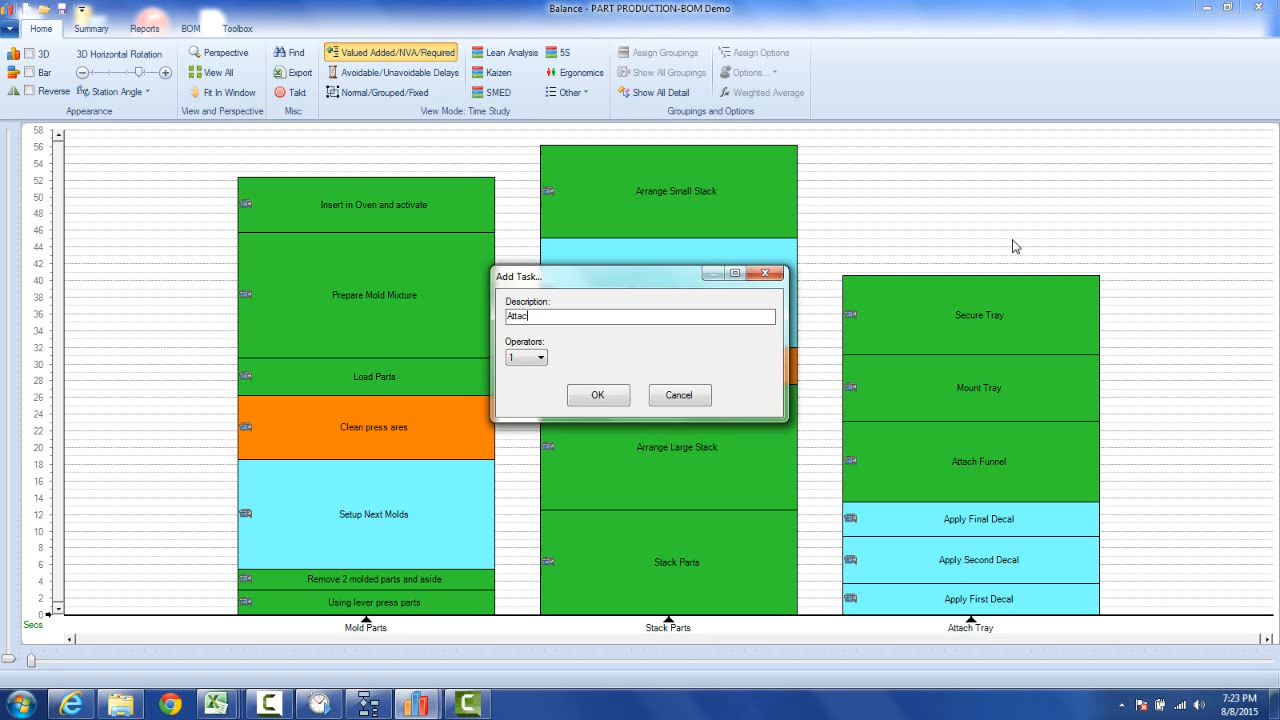 Balance - PART PRODUCTION-BOM Demo
Home Summary Reports BOM Toolbox
3D 3D Horizontal Rotation Perspective Find Valued Added/NVA/Required Lean Analysis 5S Assign Groupings Assign Options
Bar View All Export Avoidable/Unavoidable Delays Kaizen Ergonomics Show All Groupings Options...
Reverse Station Angle Fit In Window Takt Normal/Grouped/Fixed SMED Other Show All Detail Weighted Average
Appearance View and Perspective Misc View Mode: Time Study Groupings and Options
58
56
54
52
50
48
46
44
42
40
38
36
34
32
30
28
26
24
22
20
18
16
14
12
10
8
6
4
2
0
Secs
Insert in Oven and activate
Prepare Mold Mixture
Load Parts
Clean press ares
Setup Next Molds
Remove 2 molded parts and aside
Using lever press parts
Mold Parts
Arrange Small Stack
Arrange Large Stack
Stack Parts
Stack Parts
Secure Tray
Mount Tray
Attach Funnel
Apply Final Decal
Apply Second Decal
Apply First Decal
Attach Tray
Add Task...
Description:
Attac
Operators:
1
OK Cancel
7:23 PM
8/8/2015